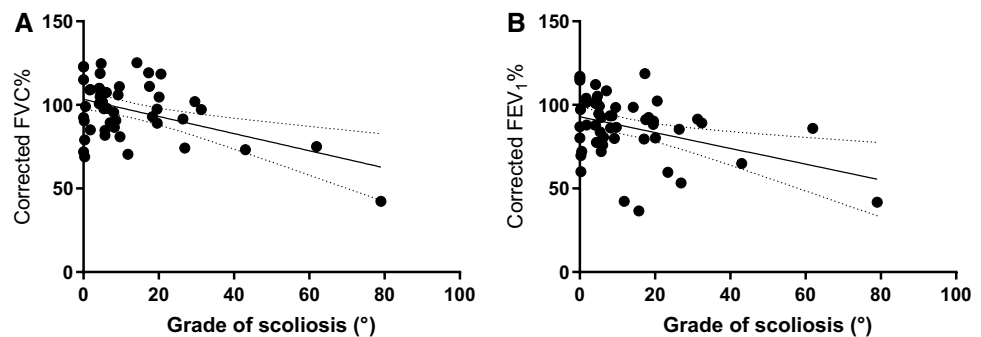 A
150
100
50
0
Corrected FVC%
0 20 40 60 80 100
Grade of scoliosis (°)
B
150
100
50
0
Corrected FEV₁%
0 20 40 60 80 100
Grade of scoliosis (°)